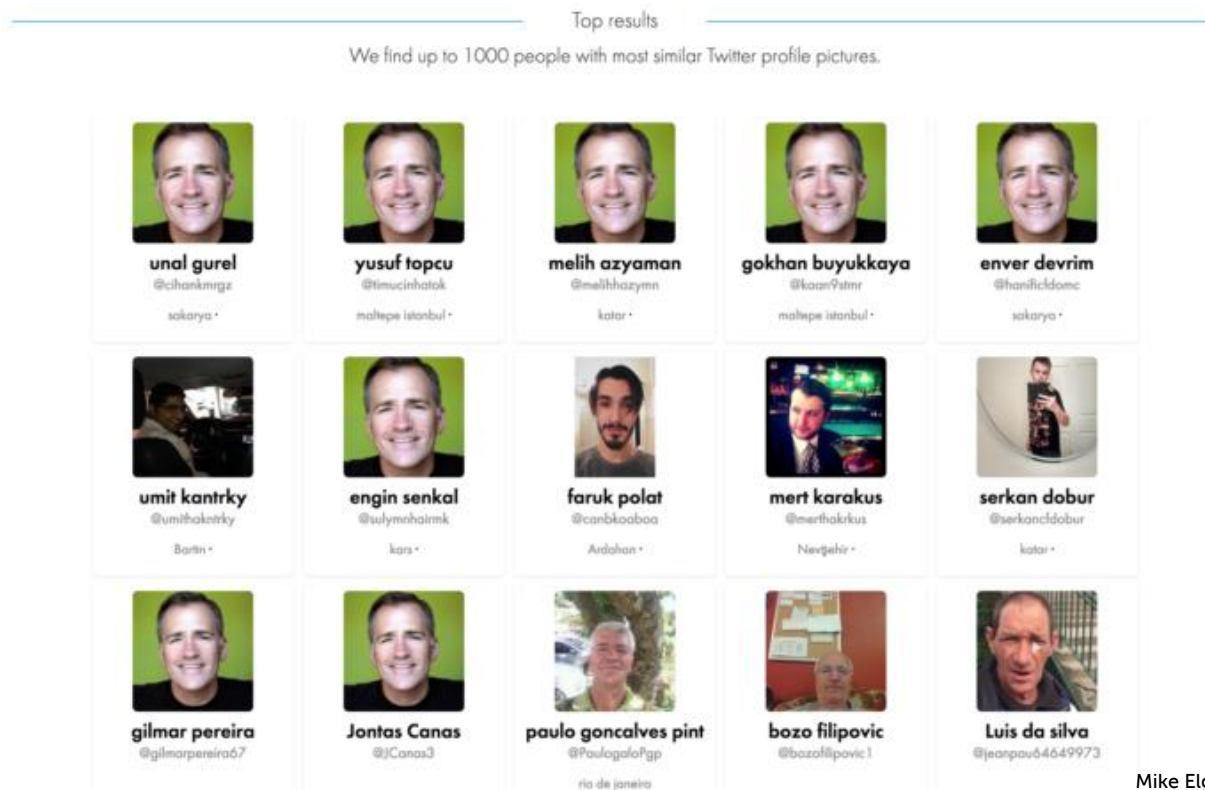 Top results
We find up to 1000 people with most similar Twitter profile pictures.
unal gurel
@cihankmrgz
sakarya •
yusuf topcu
@timucinhatok
maltepe istanbul •
melih azyaman
@melihhazymn
katar •
gokhan buyukkaya
@kaan9stmr
maltepe istanbul •
enver devrim
@hanificfdomc
sakarya •
umit kantrky
@umithakntrky
Bartın •
engin senkal
@sulymnhairmk
kars •
faruk polat
@canbkaaboa
Ardahan •
mert karakus
@merthakrkus
Nevşehir •
serkan dobur
@serkancfdobur
katar •
gilmar pereira
@gilmarpereira67
Jontas Canas
@JCanas3
paulo goncalves pint
@PaulogaloPgp
rio de janeiro
bozo filipovic
@bozofilipovic1
Luis da silva
@jeanpau64649973
Mike Elg